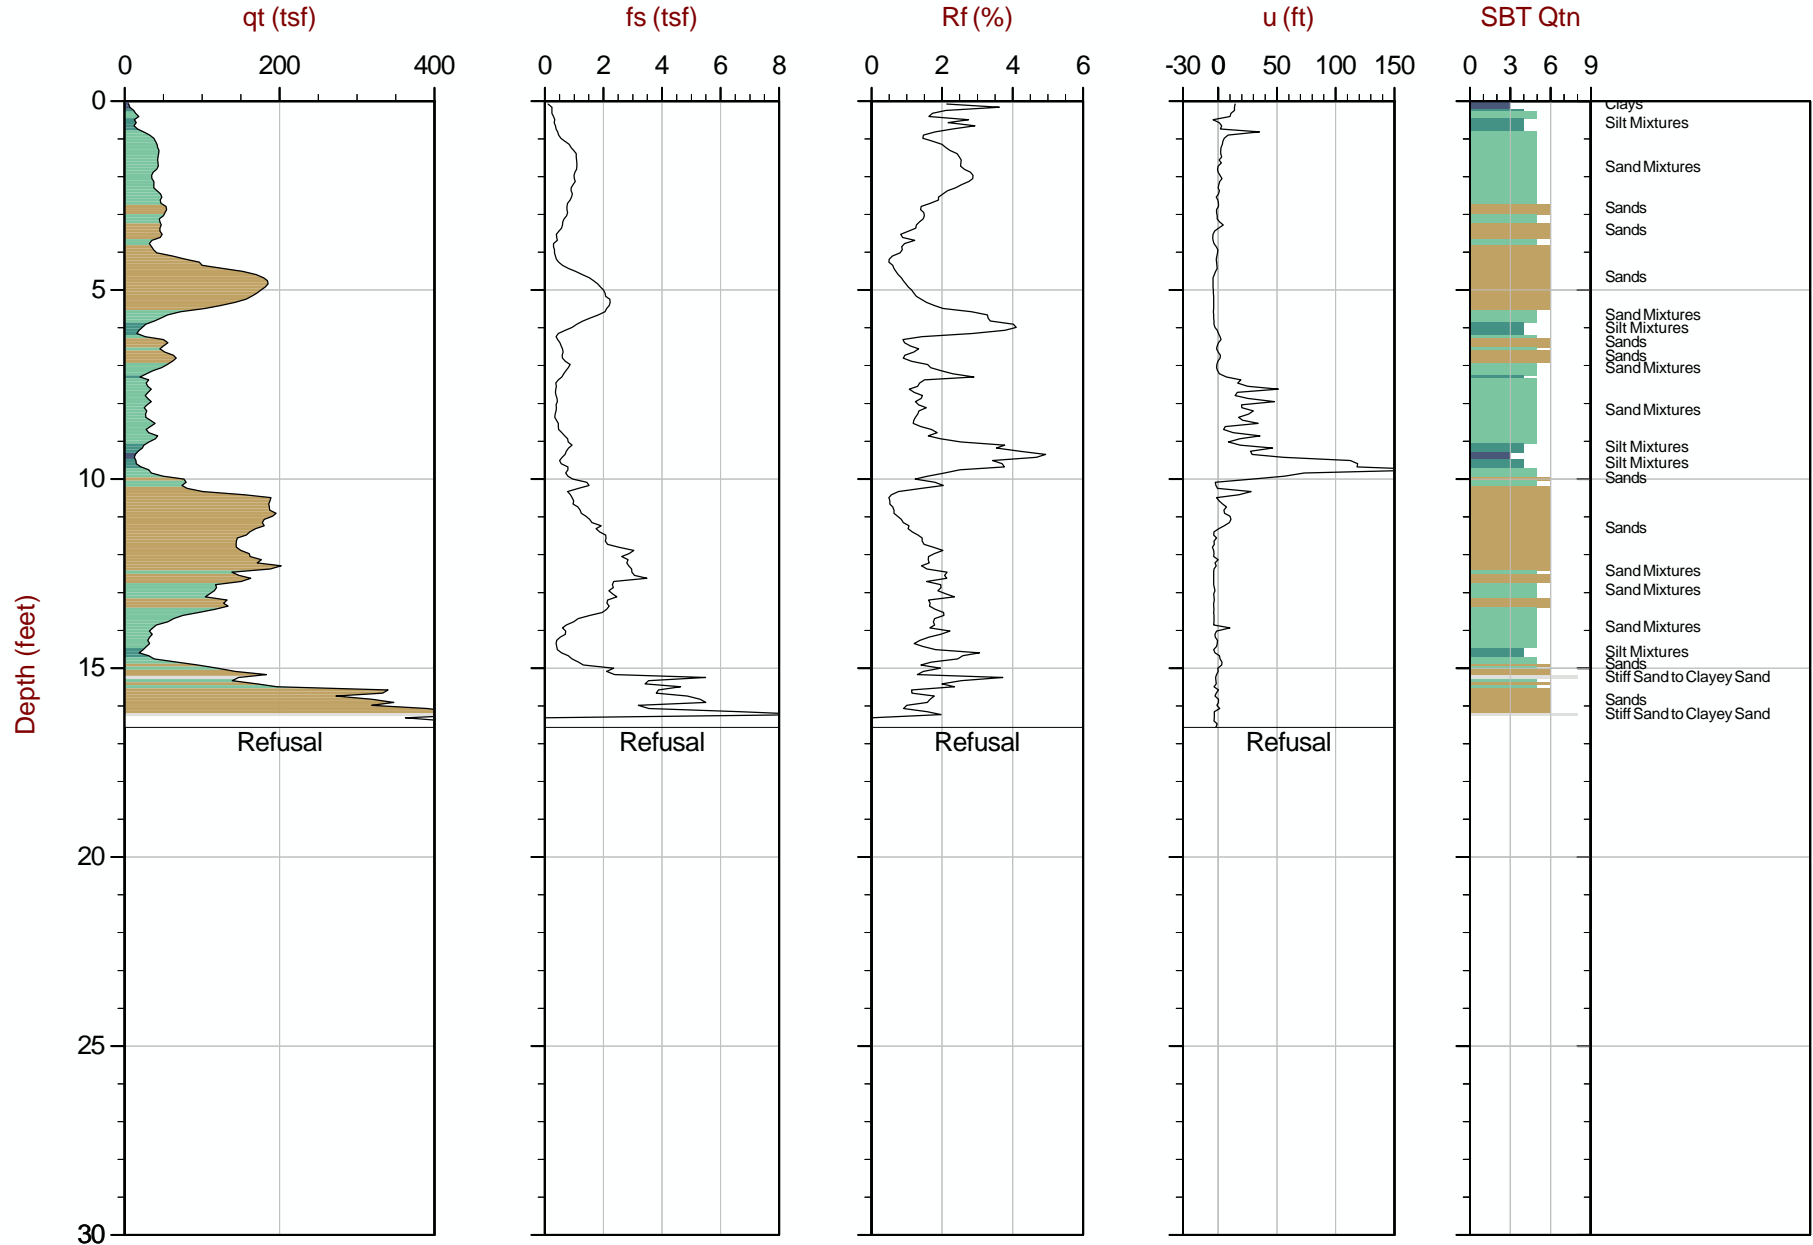 qt (tsf) fs (tsf) Rf (%) u (ft) SBT Qtn
0 200 400 0 2 4 6 8 0 2 4 6 -30 0 50 100 150 0 3 6 9
0
Clays
Silt Mixtures
Sand Mixtures
Sands
Sands
Sands
5
Sand Mixtures
Silt Mixtures
Sands
Sands
Sand Mixtures
Sand Mixtures
Silt Mixtures
Silt Mixtures
10
Sands
Sands
Sand Mixtures
Sand Mixtures
Sand Mixtures
Silt Mixtures
Sands
15
Stiff Sand to Clayey Sand
Sands
Stiff Sand to Clayey Sand
Depth (feet)
Refusal Refusal Refusal Refusal
20
25
30